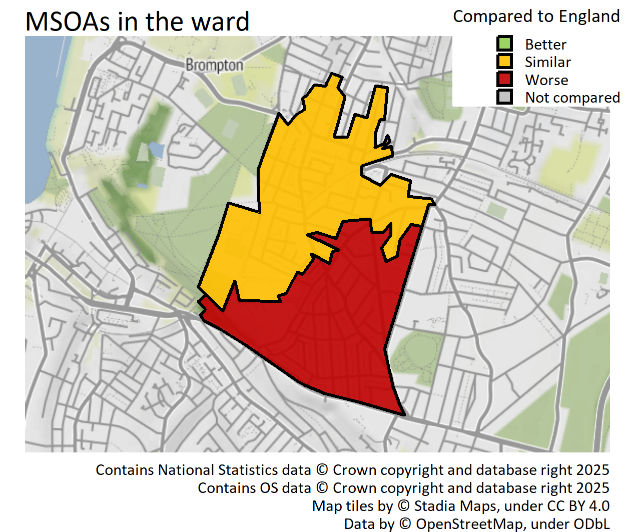 MSOAs in the ward
Compared to England
Better
Similar
Worse
Not compared
Brompton
Contains National Statistics data © Crown copyright and database right 2025
Contains OS data © Crown copyright and database right 2025
Map tiles by © Stadia Maps, under CC BY 4.0
Data by © OpenStreetMap, under ODbL